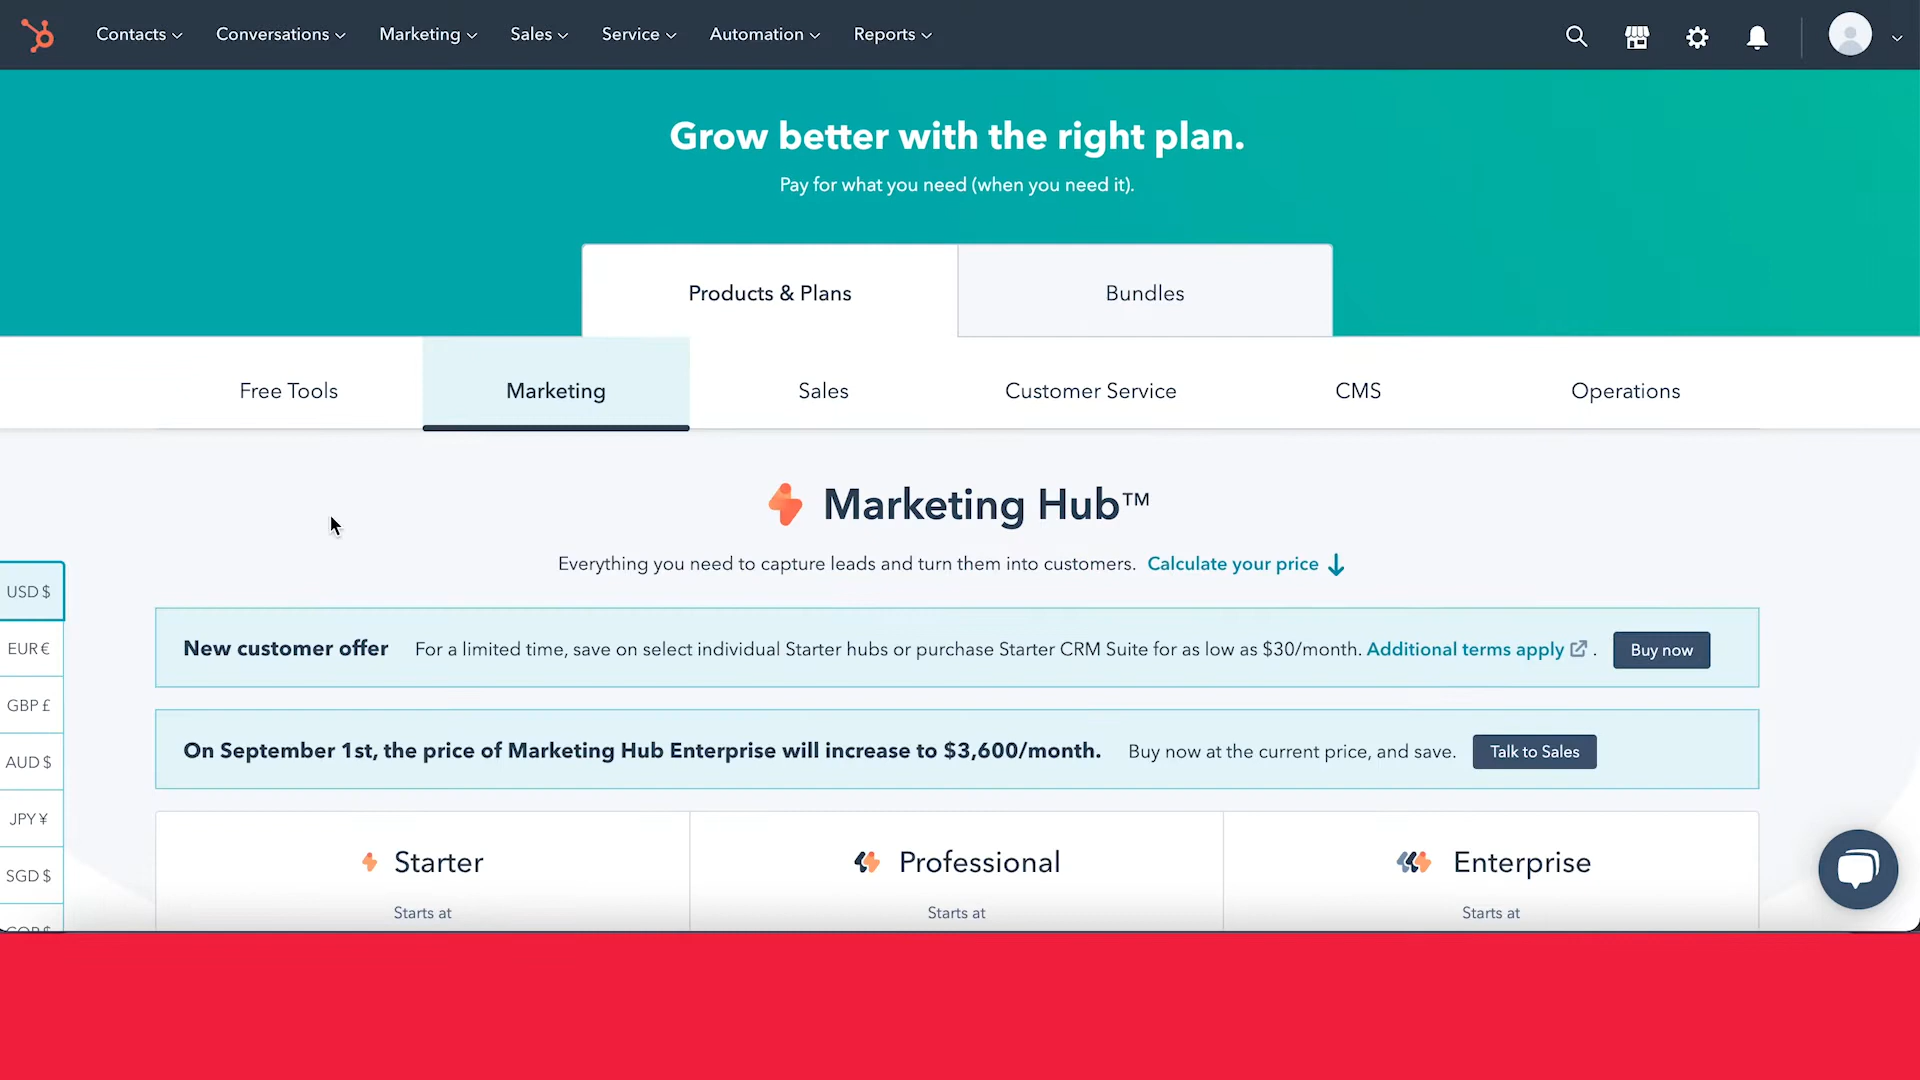 Contacts Conversations Marketing Sales Service Automation Reports
Grow better with the right plan.
Pay for what you need (when you need it).
Products & Plans Bundles
Free Tools Marketing Sales Customer Service CMS Operations
Marketing Hub™
Everything you need to capture leads and turn them into customers. Calculate your price
USD $
EUR €
GBP £
AUD $
JPY ¥
SGD $
New customer offer For a limited time, save on select individual Starter hubs or purchase Starter CRM Suite for as low as $30/month. Additional terms apply . Buy now
On September 1st, the price of Marketing Hub Enterprise will increase to $3,600/month. Buy now at the current price, and save. Talk to Sales
Starter Professional Enterprise
Starts at Starts at Starts at